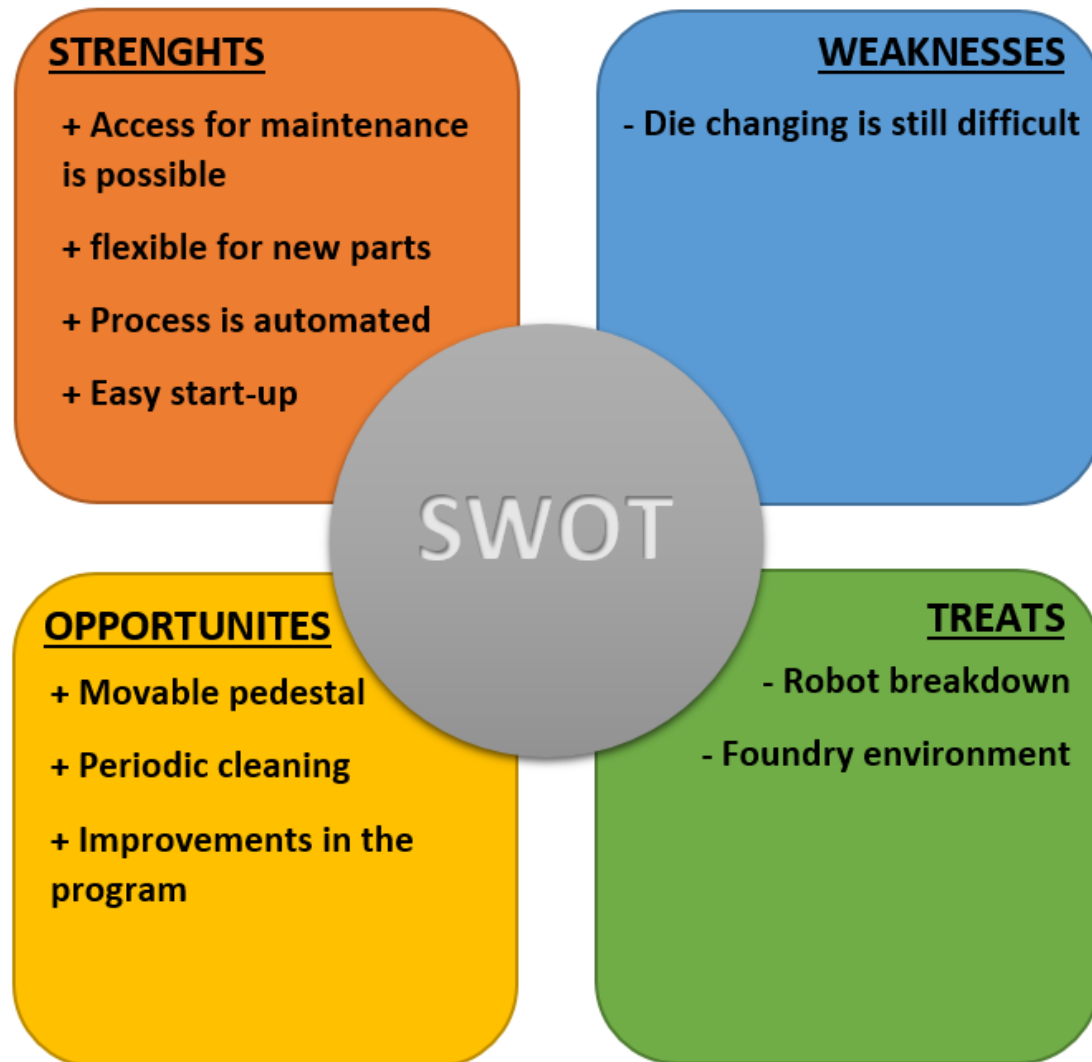 STRENGHTS
+ Access for maintenance
is possible
+ flexible for new parts
+ Process is automated
+ Easy start-up
WEAKNESSES
- Die changing is still difficult
SWOT
OPPORTUNITES
+ Movable pedestal
+ Periodic cleaning
+ Improvements in the
program
TREATS
- Robot breakdown
- Foundry environment